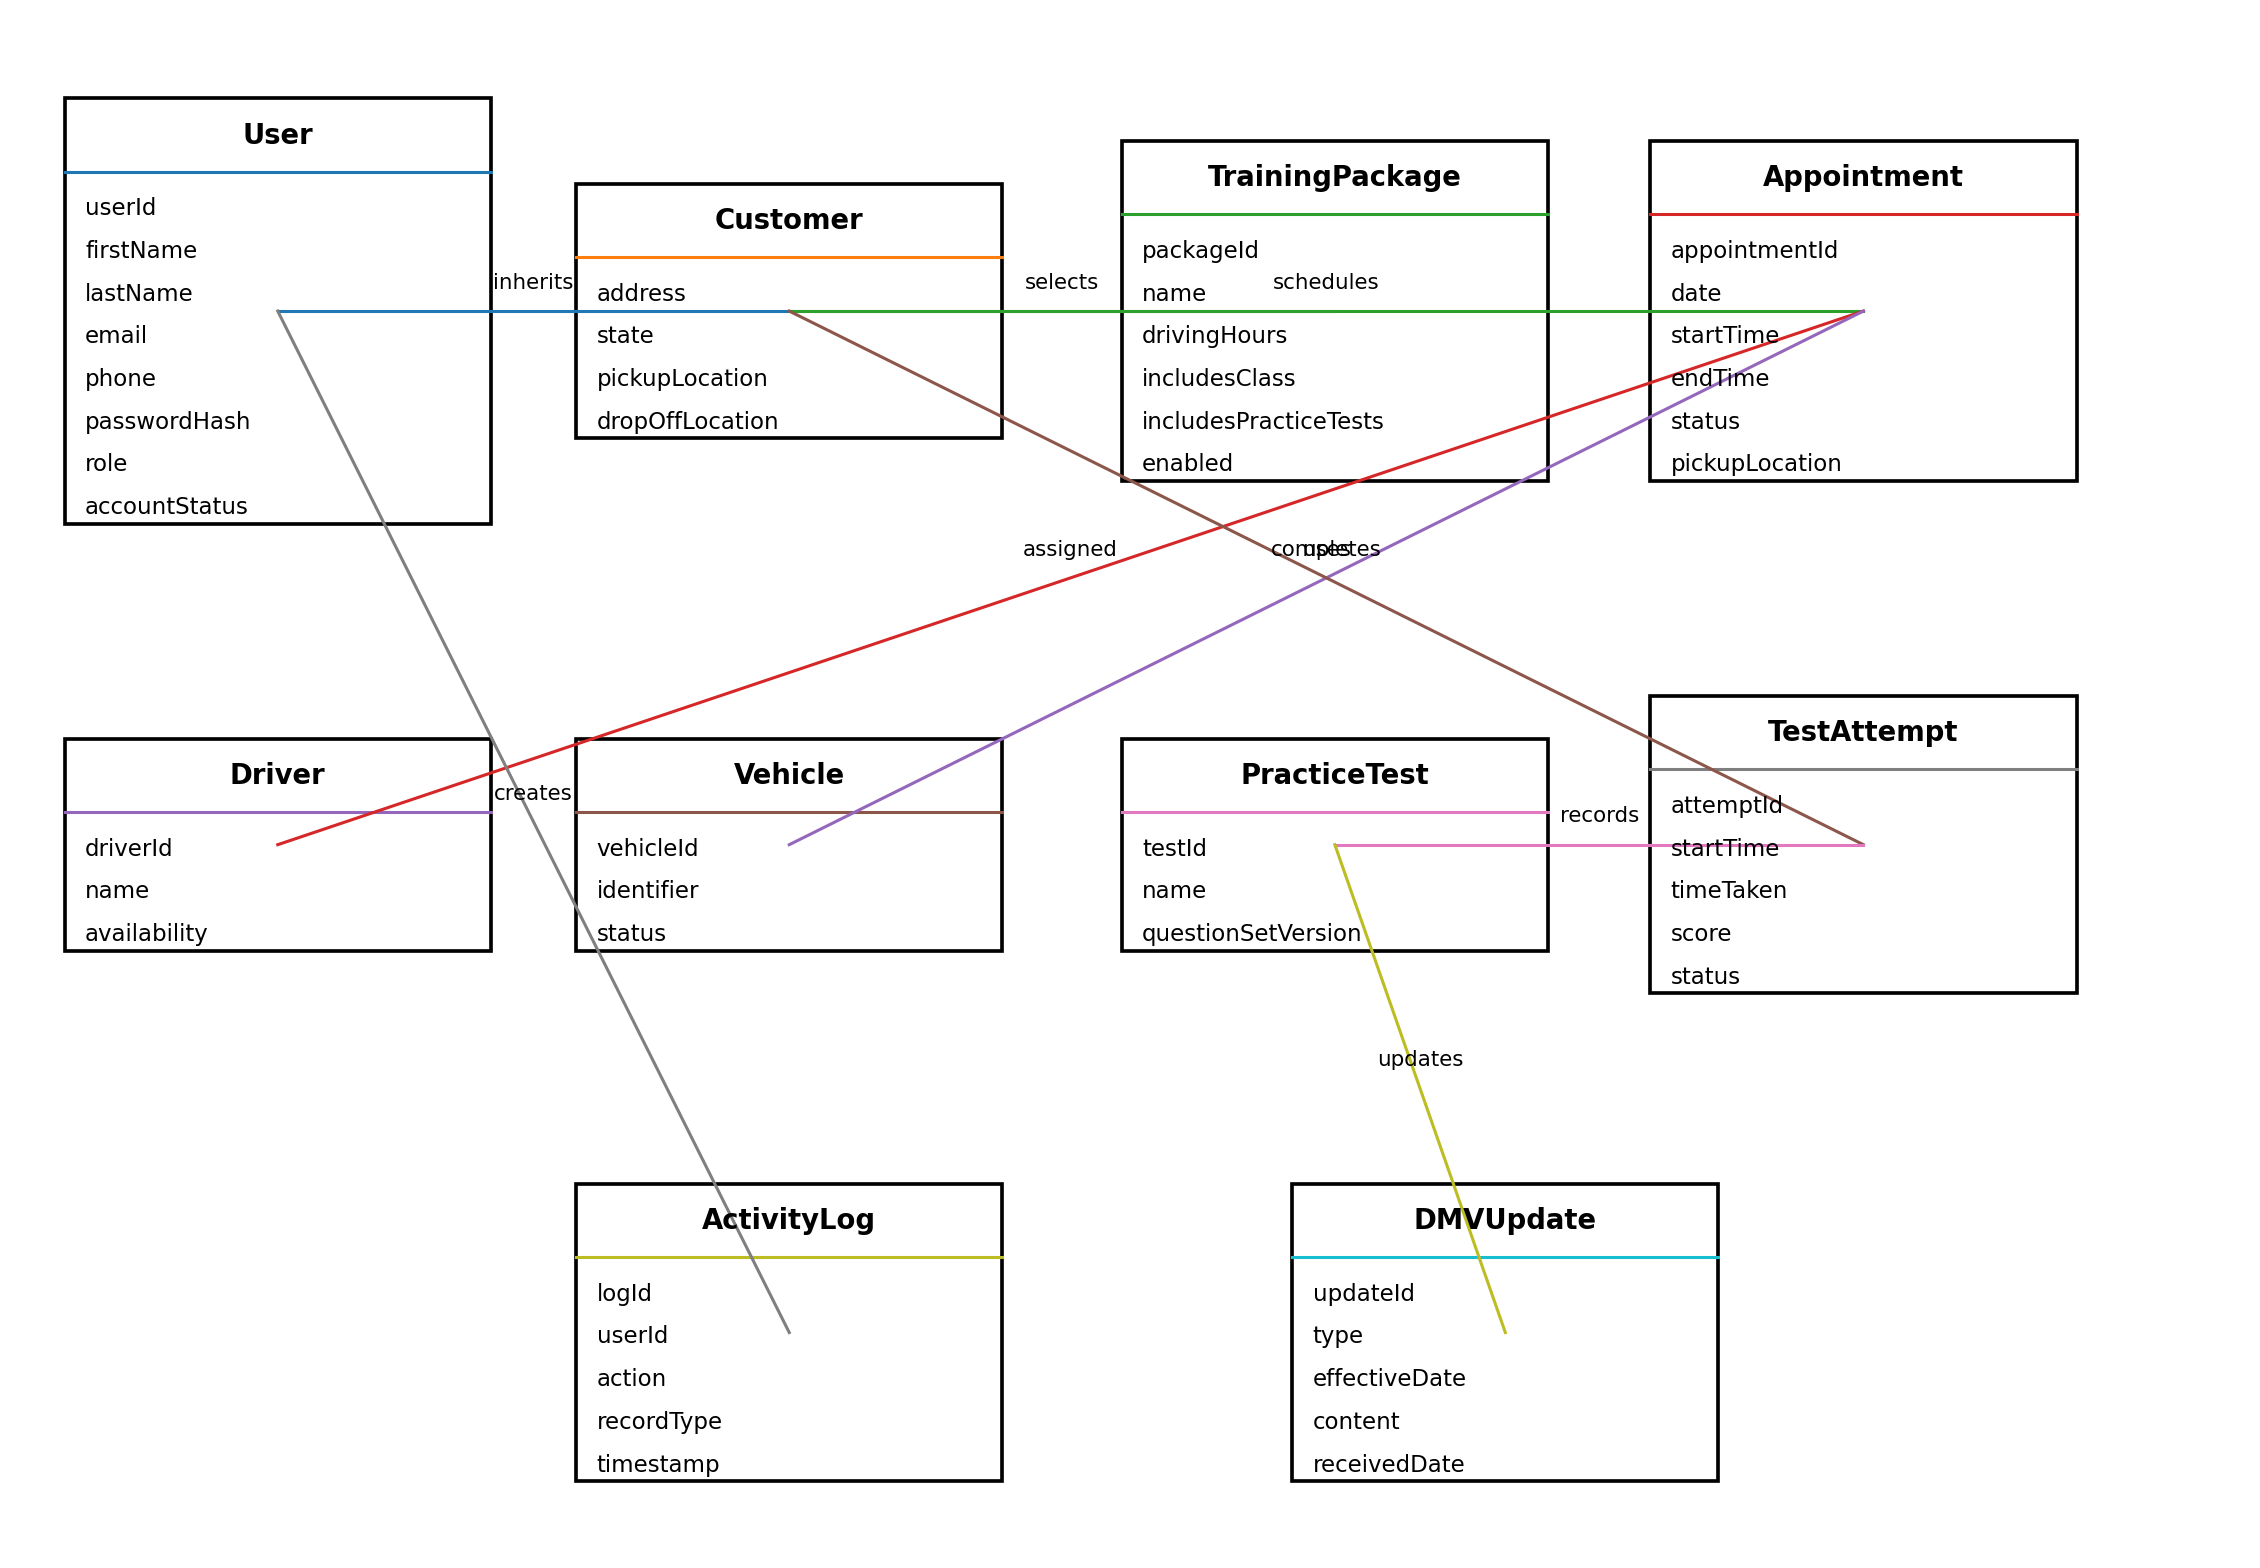 User
userId
firstName
lastName
email
phone
passwordHash
role
accountStatus
inherits
Customer
address
state
pickupLocation
dropOffLocation
selects
TrainingPackage
packageId
name
drivingHours
includesClass
includesPracticeTests
enabled
schedules
Appointment
appointmentId
date
startTime
endTime
status
pickupLocation
assigned
completes
uses
Driver
driverId
name
availability
creates
Vehicle
vehicleId
identifier
status
PracticeTest
testId
name
questionSetVersion
records
TestAttempt
attemptId
startTime
timeTaken
score
status
updates
ActivityLog
logId
userId
action
recordType
timestamp
DMVUpdate
updateId
type
effectiveDate
content
receivedDate